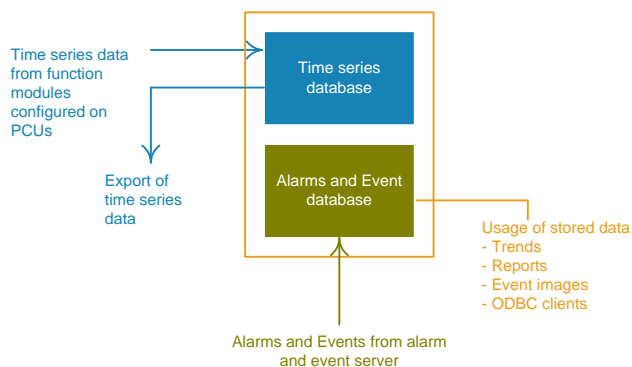 Time series data
from function
modules
configured on
PCUs
Time series
database
Export of
time series
data
Alarms and Event
database
Usage of stored data
- Trends
- Reports
- Event images
- ODBC clients
Alarms and Events from alarm
and event server